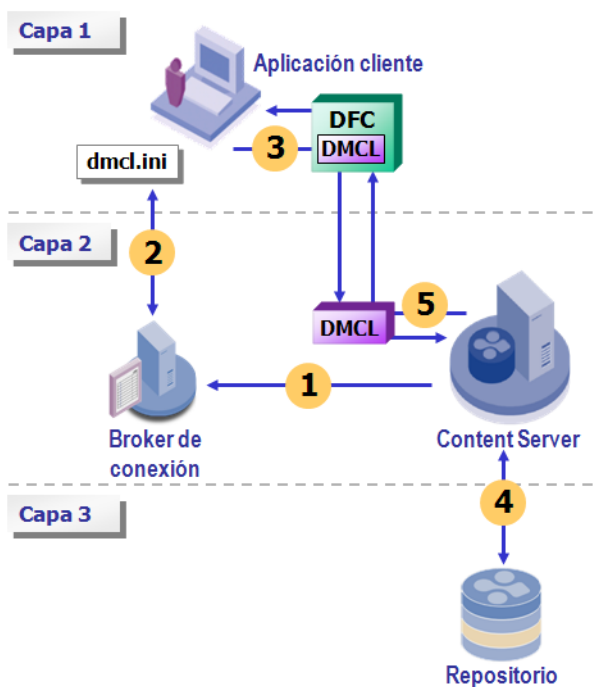 Capa 1
Aplicación cliente
DFC
DMCL
3
dmcl.ini
Capa 2
2
5
DMCL
1
Broker de
conexión
Content Server
Capa 3
4
Repositorio